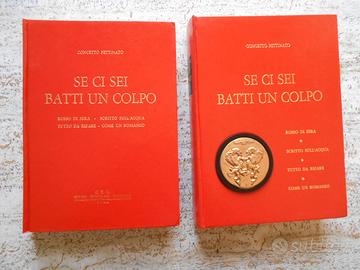 CONCETTO PETTINATO
SE CI SEI
BATTI UN COLPO
ROSSO DI SERA • SCRITTO SULL'ACQUA
TUTTO DA RIFARE • COME UN ROMANZO
CONCETTO PETTINATO
SE CI SEI
BATTI UN COLPO
ROSSO DI SERA
SCRITTO SULL'ACQUA
TUTTO DA RIFARE
COME UN ROMANZO
subito